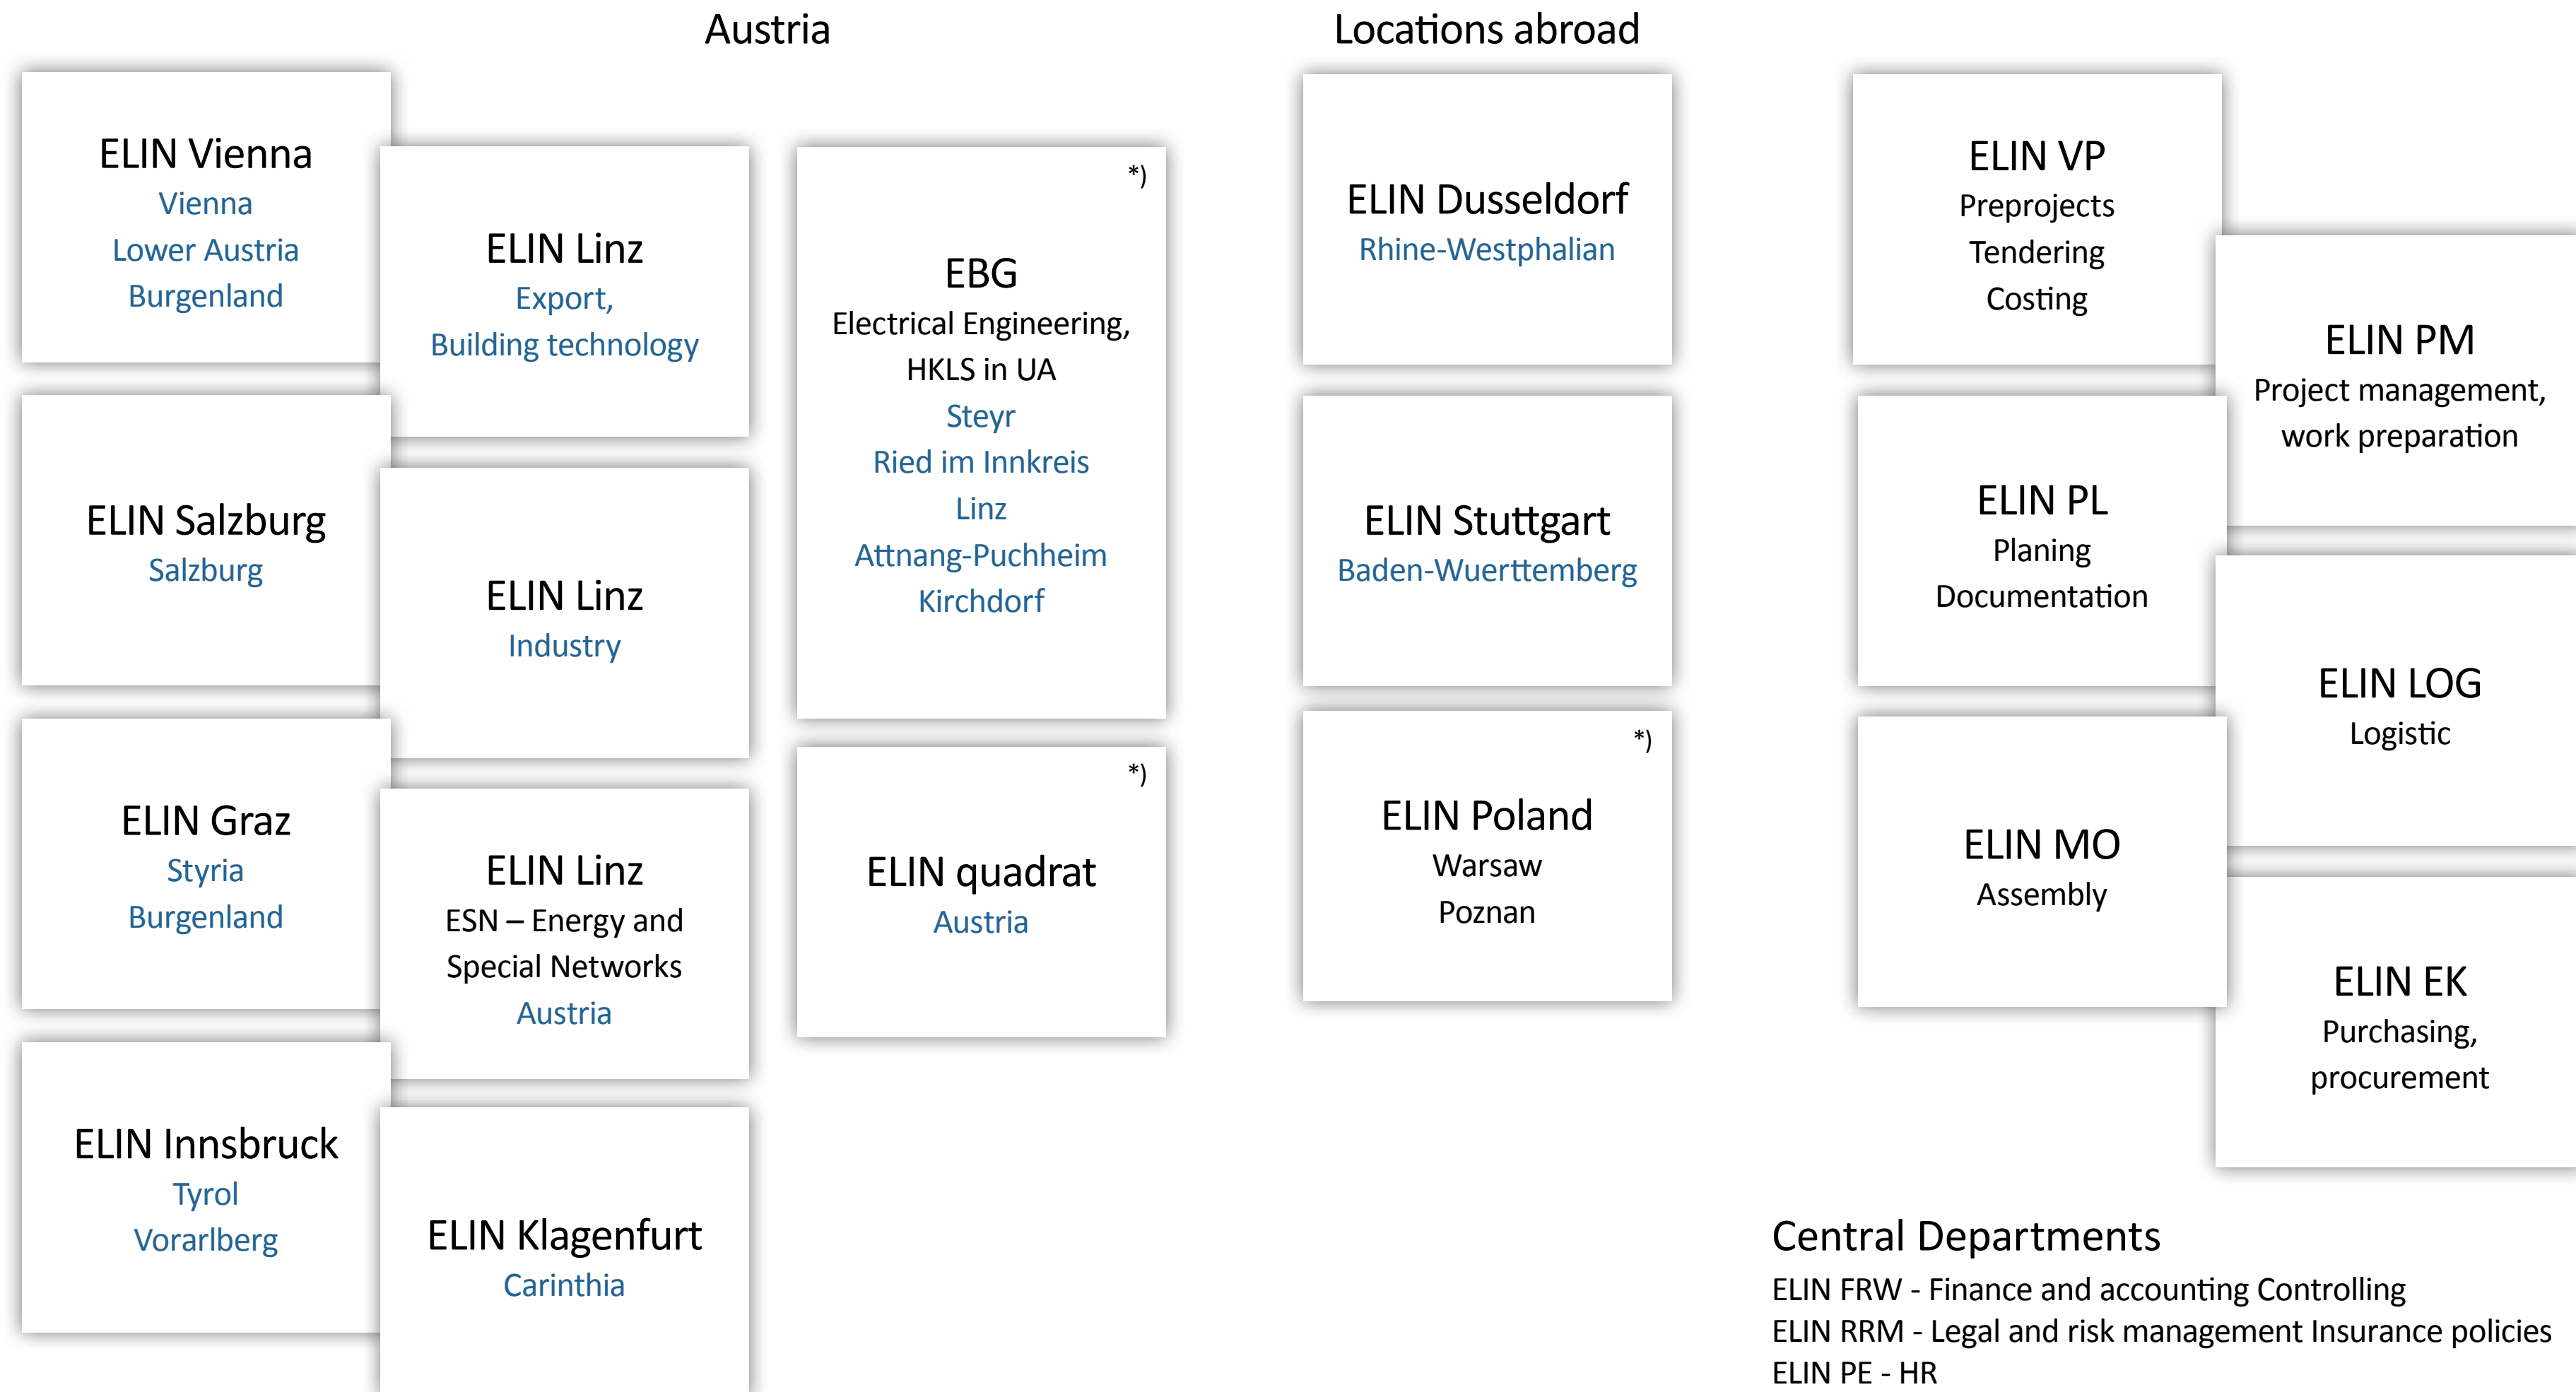 Austria
ELIN Vienna
Vienna
Lower Austria
Burgenland
ELIN Salzburg
Salzburg
ELIN Graz
Styria
Burgenland
ELIN Innsbruck
Tyrol
Vorarlberg
ELIN Linz
Export,
Building technology
ELIN Linz
Industry
ELIN Linz
ESN – Energy and
Special Networks
Austria
ELIN Klagenfurt
Carinthia
*)
EBG
Electrical Engineering,
HKLS in UA
Steyr
Ried im Innkreis
Linz
Attnang-Puchheim
Kirchdorf
*)
ELIN quadrat
Austria
Locations abroad
ELIN Dusseldorf
Rhine-Westphalian
ELIN Stuttgart
Baden-Wuerttemberg
*)
ELIN Poland
Warsaw
Poznan
ELIN VP
Preprojects
Tendering
Costing
ELIN PL
Planing
Documentation
ELIN MO
Assembly
ELIN PM
Project management,
work preparation
ELIN LOG
Logistic
ELIN EK
Purchasing,
procurement
Central Departments
ELIN FRW - Finance and accounting Controlling
ELIN RRM - Legal and risk management Insurance policies
ELIN PE - HR